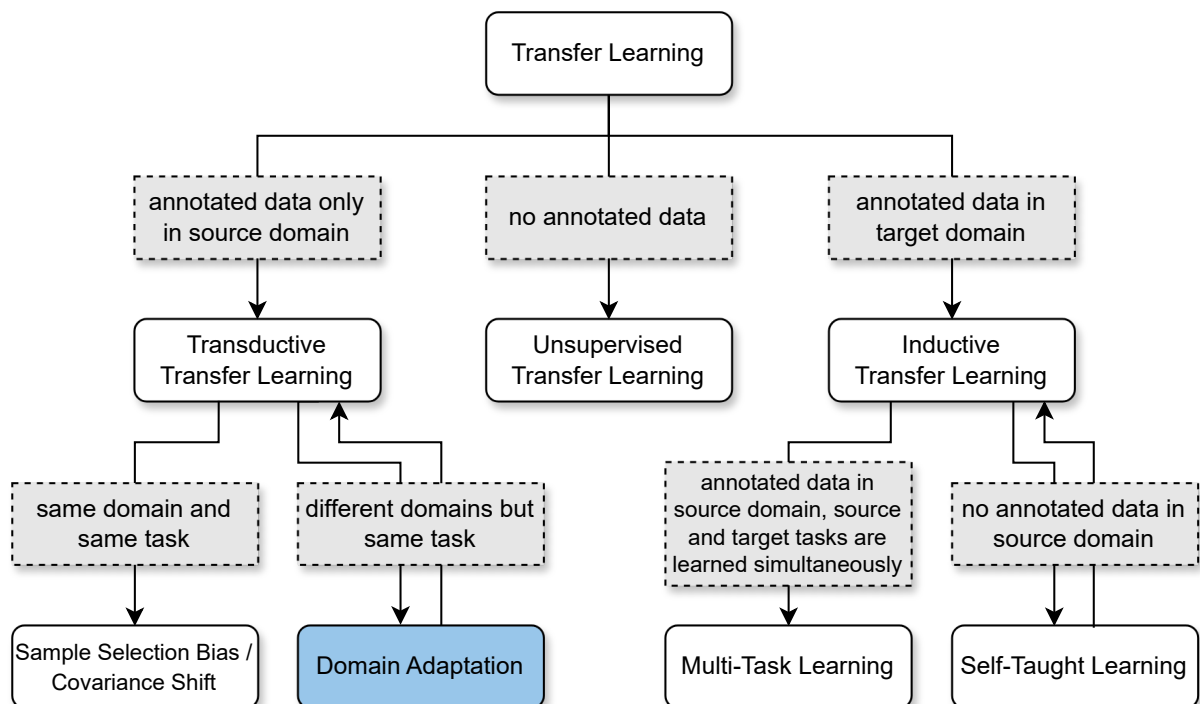 Transfer Learning
annotated data only
in source domain
no annotated data
annotated data in
target domain
Transductive
Transfer Learning
Unsupervised
Transfer Learning
Inductive
Transfer Learning
same domain and
same task
different domains but
same task
annotated data in
source domain, source
and target tasks are
learned simultaneously
no annotated data in
source domain
Sample Selection Bias /
Covariance Shift
Domain Adaptation
Multi-Task Learning
Self-Taught Learning